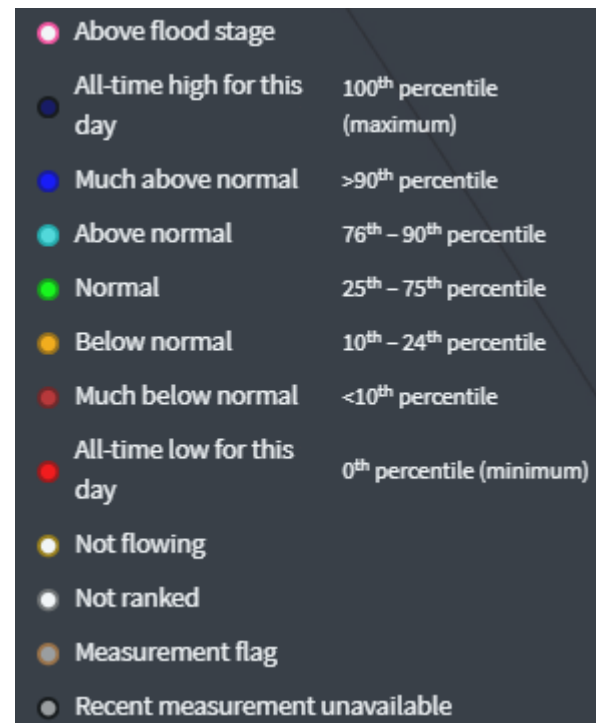 Above flood stage
All-time high for this day 100th percentile (maximum)
Much above normal >90th percentile
Above normal 76th – 90th percentile
Normal 25th – 75th percentile
Below normal 10th – 24th percentile
Much below normal <10th percentile
All-time low for this day 0th percentile (minimum)
Not flowing
Not ranked
Measurement flag
Recent measurement unavailable